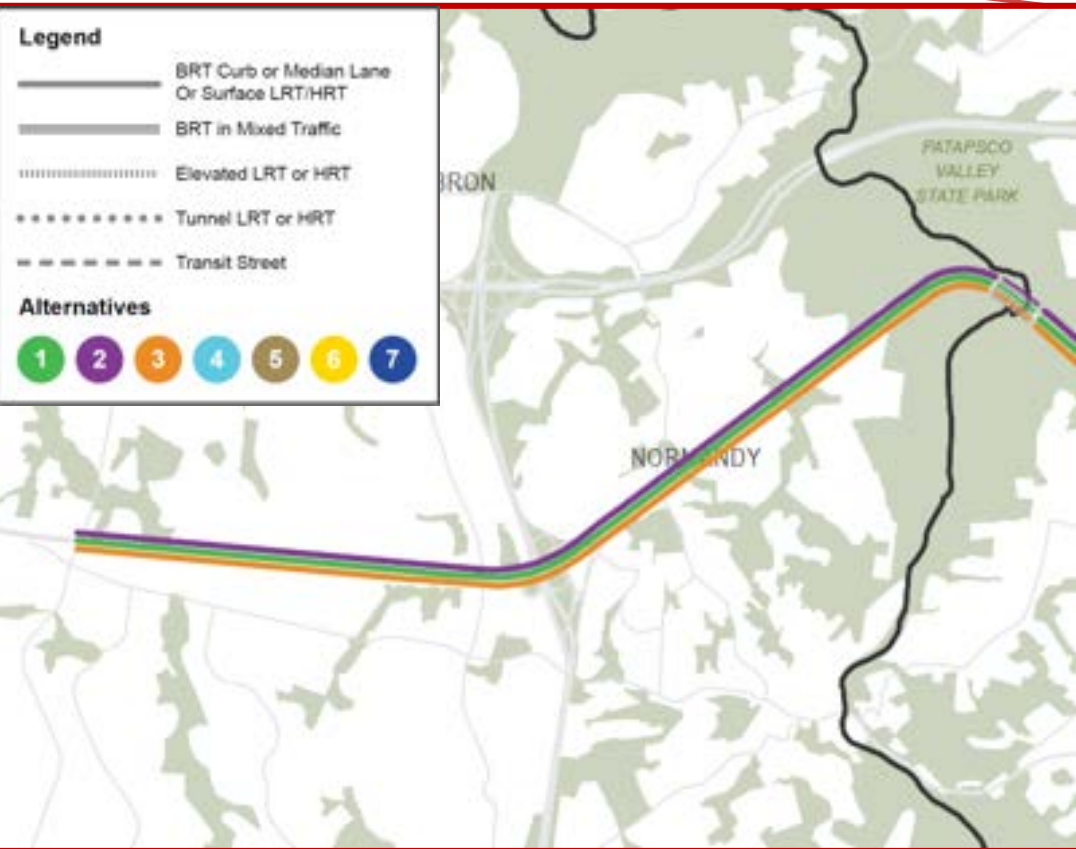 Legend
BRT Curb or Median Lane
Or Surface LRT/HRT
BRT in Mixed Traffic
Elevated LRT or HRT
Tunnel LRT or HRT
Transit Street
Alternatives
1 2 3 4 5 6 7
BRON
PATAPSCO
VALLEY
STATE PARK
NORMANDY